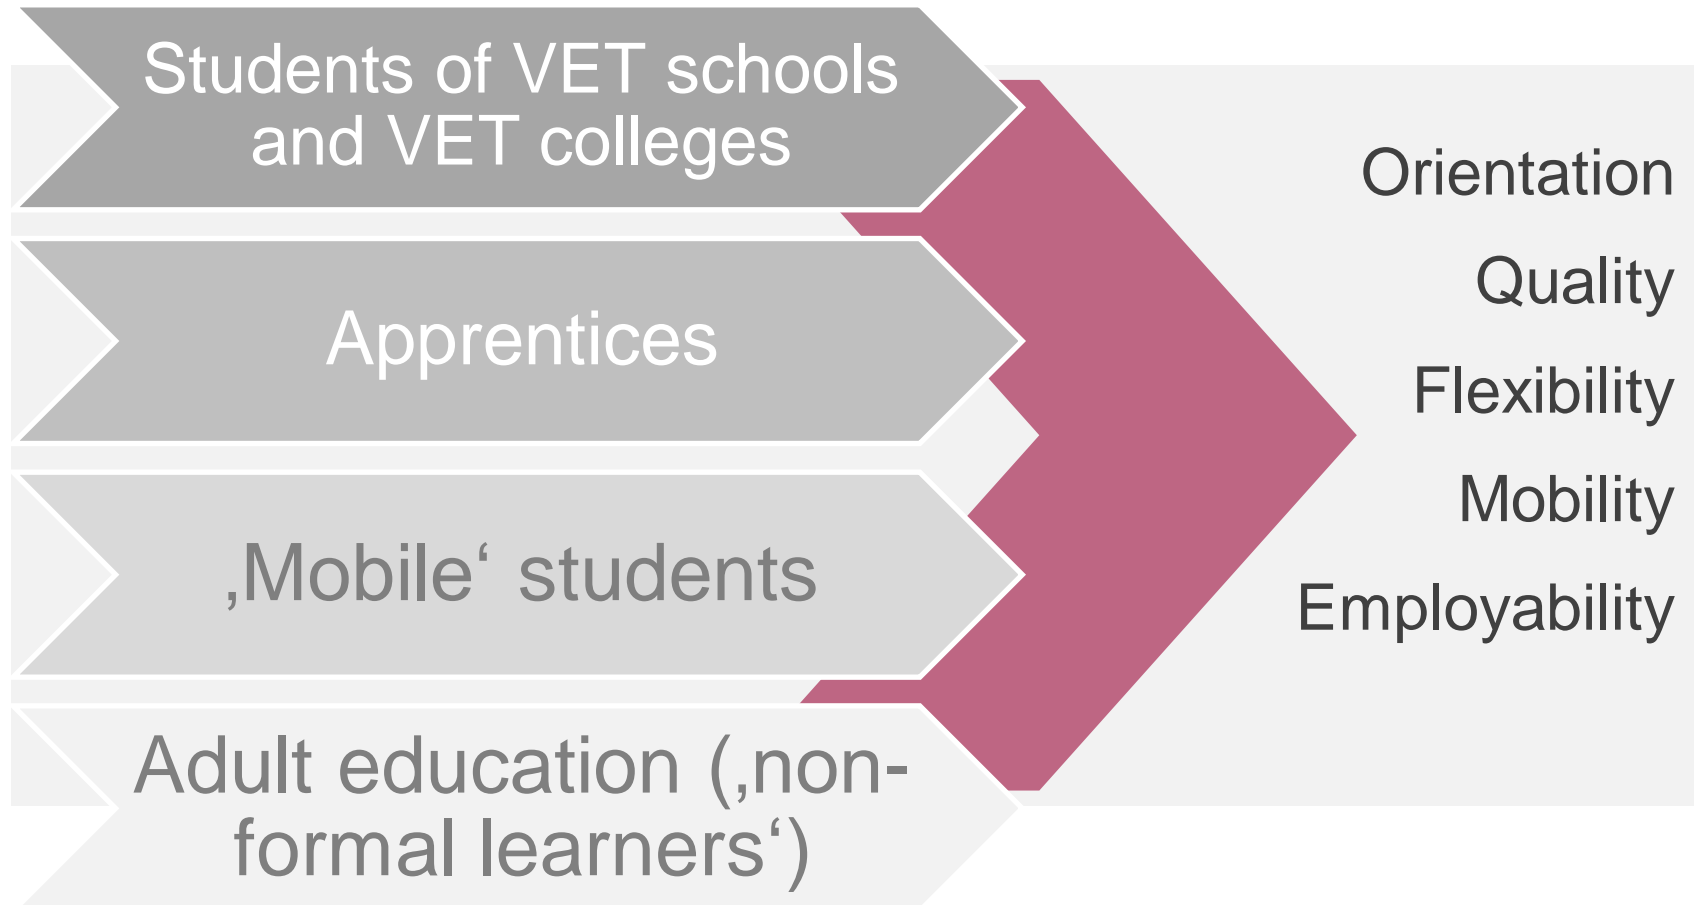 Students of VET schools
and VET colleges
Apprentices
‚Mobile‘ students
Adult education (‚non-
formal learners‘)
Orientation
Quality
Flexibility
Mobility
Employability